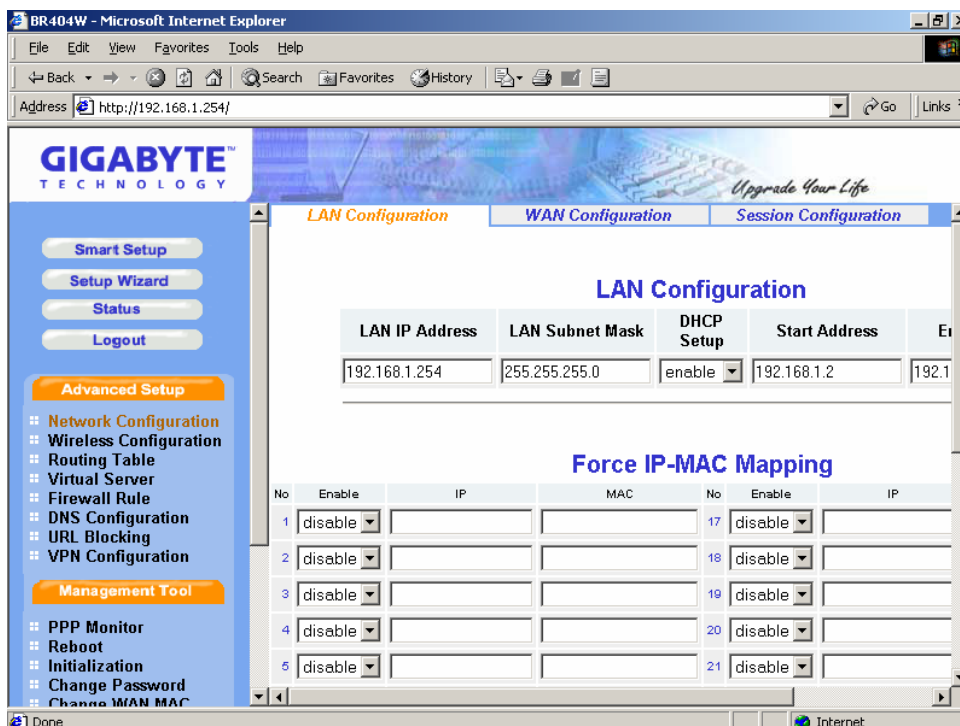 BR404W - Microsoft Internet Explorer
File Edit View Favorites Tools Help
Back Search Favorites History
Address http://192.168.1.254/ Go Links
GIGABYTE™
TECHNOLOGY
Upgrade Your Life
LAN Configuration WAN Configuration Session Configuration
Smart Setup
Setup Wizard
Status
Logout
Advanced Setup
Network Configuration
Wireless Configuration
Routing Table
Virtual Server
Firewall Rule
DNS Configuration
URL Blocking
VPN Configuration
Management Tool
PPP Monitor
Reboot
Initialization
Change Password
Change WAN MAC
LAN Configuration
LAN IP Address LAN Subnet Mask DHCP Setup Start Address
192.168.1.254 255.255.255.0 enable 192.168.1.2 192.1
Force IP-MAC Mapping
No Enable IP MAC No Enable IP
1 disable 17 disable
2 disable 18 disable
3 disable 19 disable
4 disable 20 disable
5 disable 21 disable
Done Internet